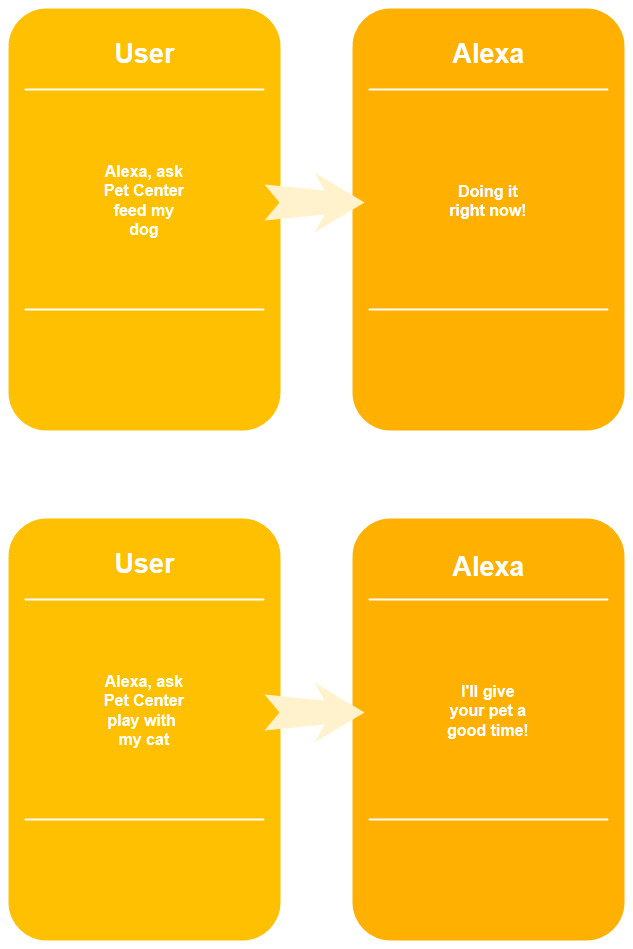 User
Alexa, ask
Pet Center
feed my
dog
Alexa
Doing it
right now!
User
Alexa, ask
Pet Center
play with
my cat
Alexa
I'll give
your pet a
good time!